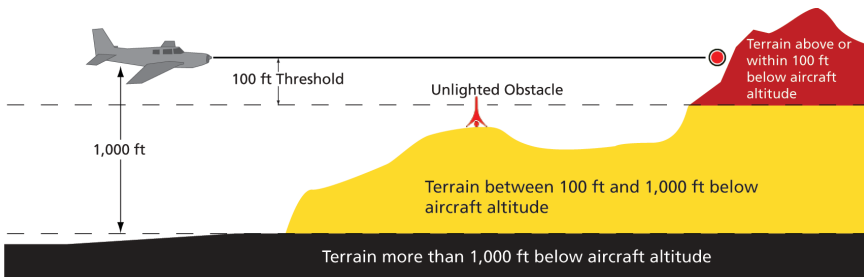 Terrain above or
within 100 ft
below aircraft
altitude
100 ft Threshold
Unlighted Obstacle
1,000 ft
Terrain between 100 ft and 1,000 ft below
aircraft altitude
Terrain more than 1,000 ft below aircraft altitude